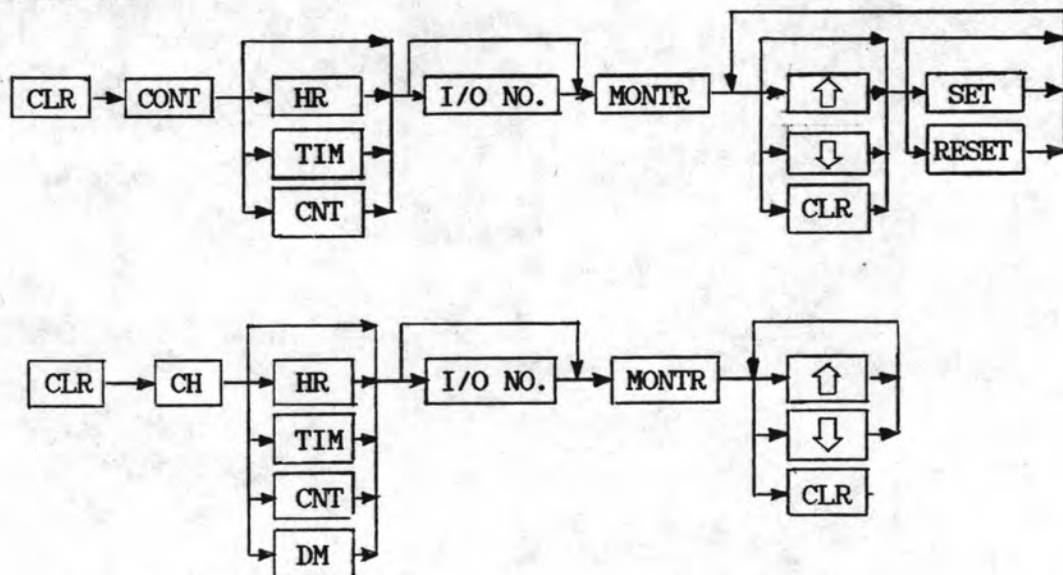 CLR CONT HR I/O NO. MONTR ⇧ SET
TIM ⇩ RESET
CNT CLR
CLR CH HR I/O NO. MONTR ⇧
TIM ⇩
CNT CLR
DM